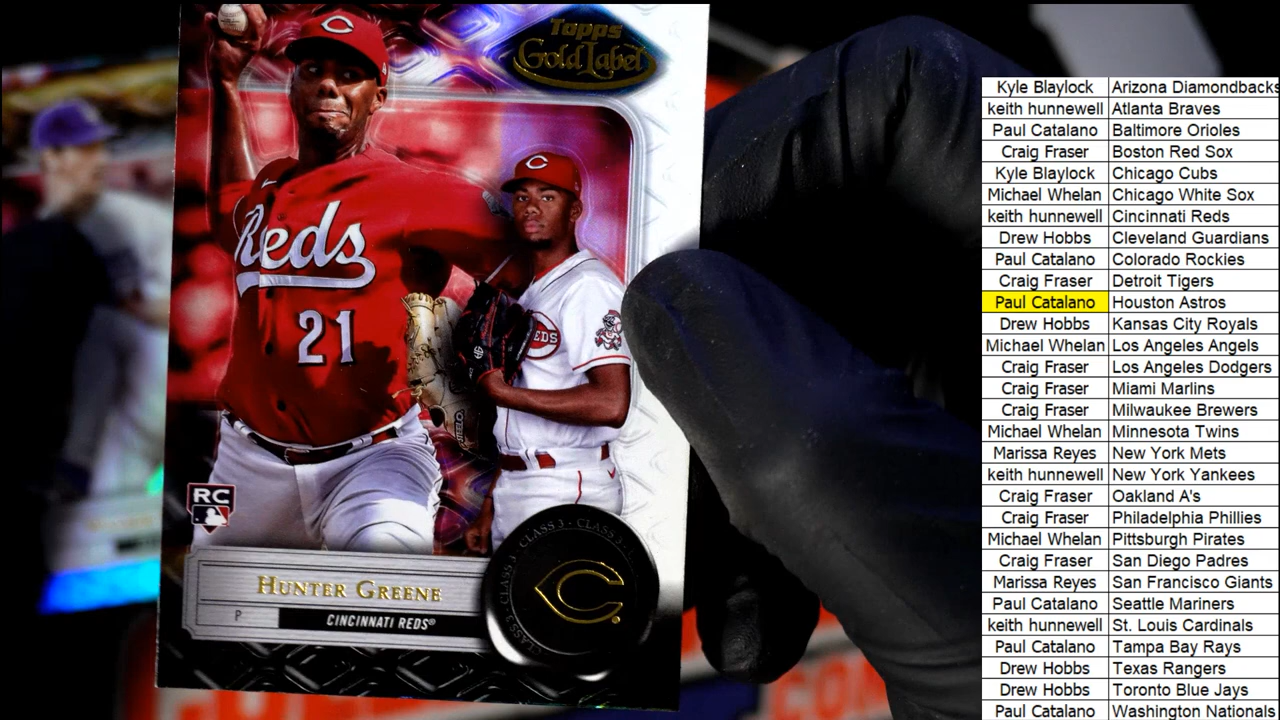 Topps
Gold Label
Reds
21
REDS
RC
CLASS 3 · CLASS 3
HUNTER GREENE
P
CINCINNATI REDS®
Kyle Blaylock Arizona Diamondbacks
keith hunnewell Atlanta Braves
Paul Catalano Baltimore Orioles
Craig Fraser Boston Red Sox
Kyle Blaylock Chicago Cubs
Michael Whelan Chicago White Sox
keith hunnewell Cincinnati Reds
Drew Hobbs Cleveland Guardians
Paul Catalano Colorado Rockies
Craig Fraser Detroit Tigers
Paul Catalano Houston Astros
Drew Hobbs Kansas City Royals
Michael Whelan Los Angeles Angels
Craig Fraser Los Angeles Dodgers
Craig Fraser Miami Marlins
Craig Fraser Milwaukee Brewers
Michael Whelan Minnesota Twins
Marissa Reyes New York Mets
keith hunnewell New York Yankees
Craig Fraser Oakland A's
Craig Fraser Philadelphia Phillies
Michael Whelan Pittsburgh Pirates
Craig Fraser San Diego Padres
Marissa Reyes San Francisco Giants
Paul Catalano Seattle Mariners
keith hunnewell St. Louis Cardinals
Paul Catalano Tampa Bay Rays
Drew Hobbs Texas Rangers
Drew Hobbs Toronto Blue Jays
Paul Catalano Washington Nationals